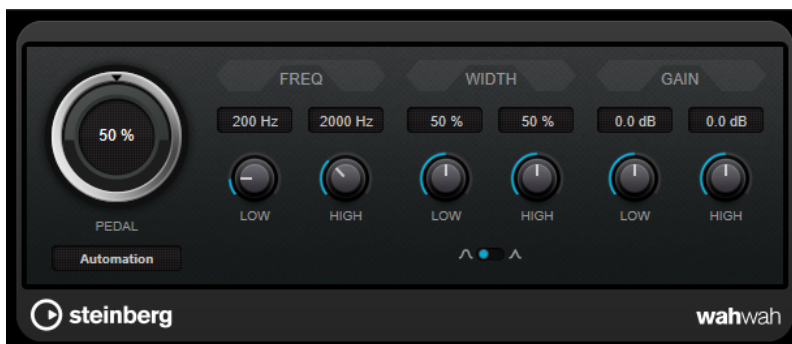 FREQ WIDTH GAIN
50 % 200 Hz 2000 Hz 50 % 50 % 0.0 dB 0.0 dB
LOW HIGH LOW HIGH LOW HIGH
PEDAL
Automation
steinberg wahwah